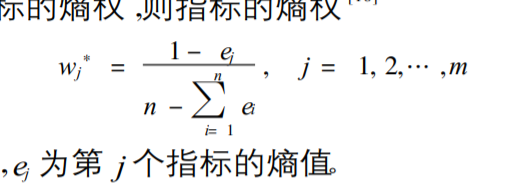 标的熵权,则指标的熵权[10]
w_j* = (1 - e_j) / (n - ∑_{i=1}^{n} e_i), j = 1, 2, ⋯, m
,e_j 为第 j 个指标的熵值。